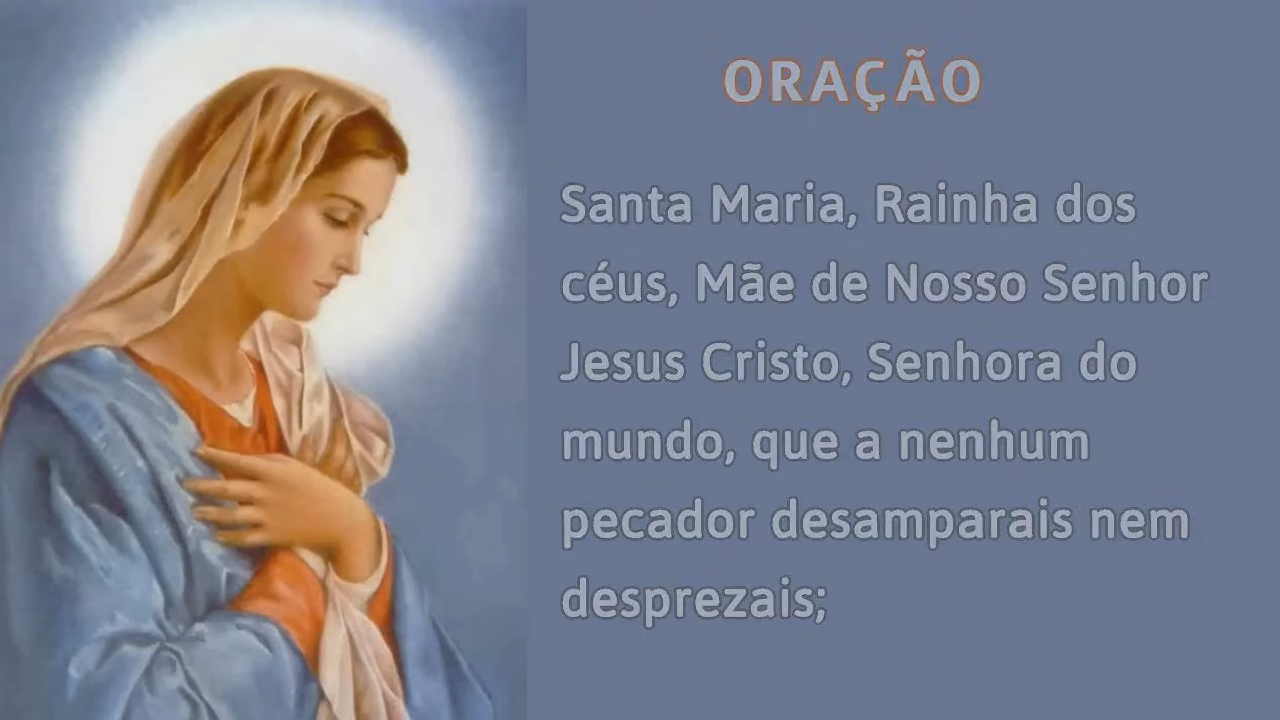 ORAÇÃO
Santa Maria, Rainha dos
céus, Mãe de Nosso Senhor
Jesus Cristo, Senhora do
mundo, que a nenhum
pecador desamparais nem
desprezais;